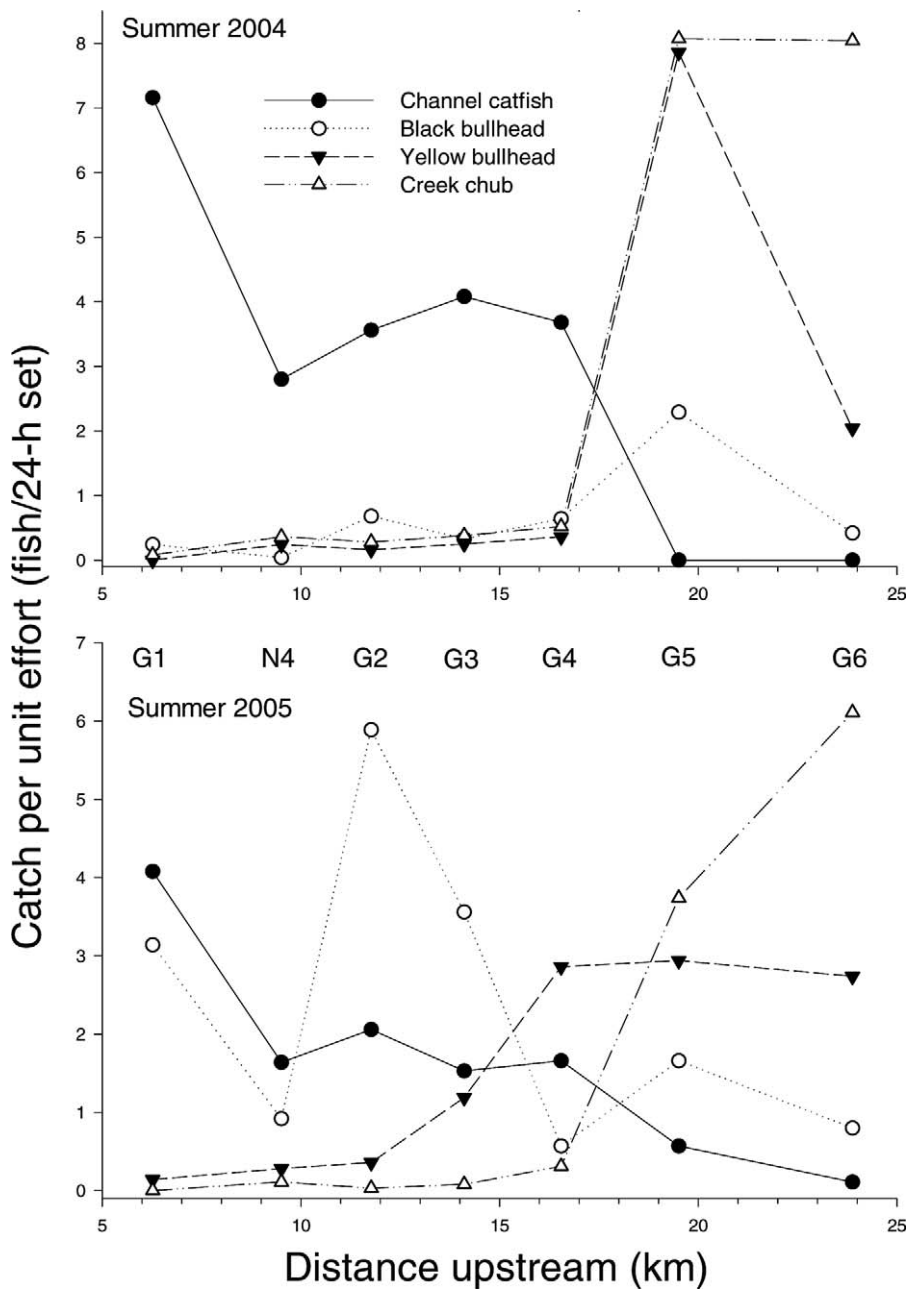 Summer 2004
8
7
6
5
4
3
2
1
0
Channel catfish
Black bullhead
Yellow bullhead
Creek chub
5 10 15 20 25
Catch per unit effort (fish/24-h set)
7
6
5
4
3
2
1
0
G1 N4 G2 G3 G4 G5 G6
Summer 2005
5 10 15 20 25
Distance upstream (km)